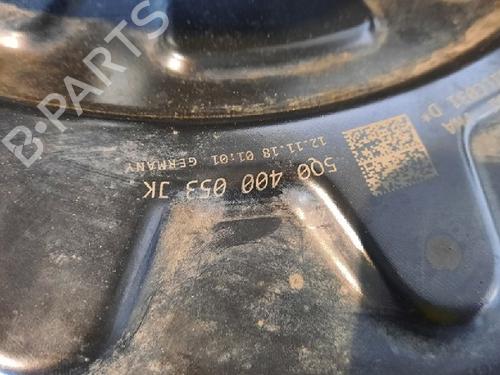 B-PARTS
5Q0 400 053 JK
12.11.18 01:01 GERMANY